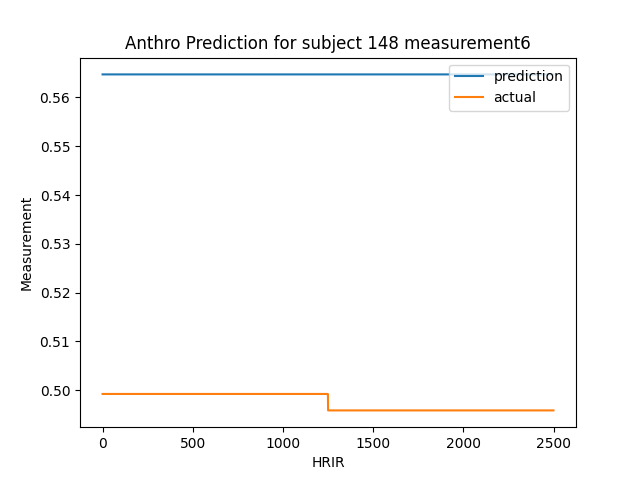 Anthro Prediction for subject 148 measurement6
prediction
actual
0.56
0.55
0.54
0.53
0.52
0.51
0.50
Measurement
0 500 1000 1500 2000 2500
HRIR